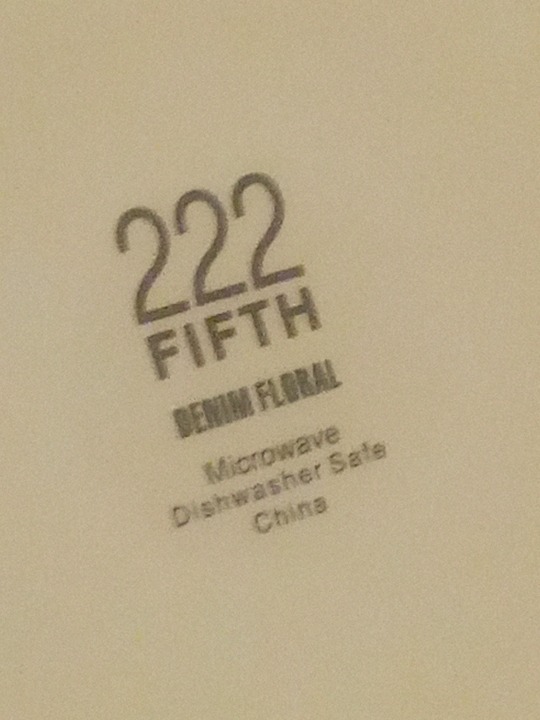 222
FIFTH
DENIM FLORAL
Microwave
Dishwasher Safe
China